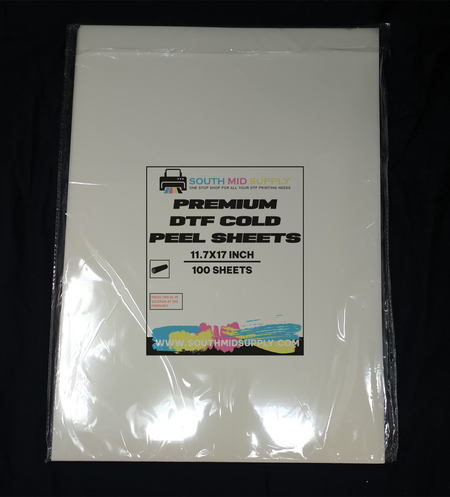 SOUTH MID SUPPLY
ONE STOP SHOP FOR ALL YOUR DTF PRINTING NEEDS
PREMIUM
DTF COLD
PEEL SHEETS
11.7X17 INCH
100 SHEETS
WWW.SOUTHMIDSUPPLY.COM